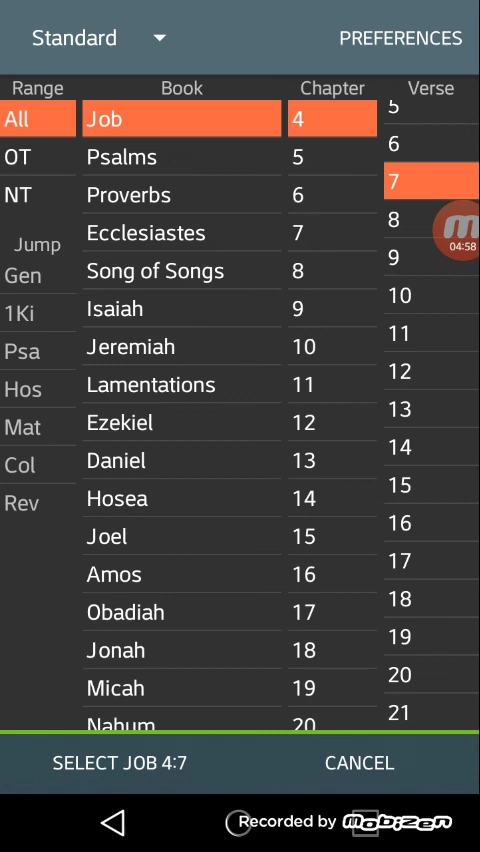 Standard PREFERENCES
Range Book Chapter Verse
All Job 4 5
OT Psalms 5 6
NT Proverbs 6 7
Jump Ecclesiastes 7 8
Gen Song of Songs 8 9
1Ki Isaiah 9 10
Psa Jeremiah 10 11
Hos Lamentations 11 12
Mat Ezekiel 12 13
Col Daniel 13 14
Rev Hosea 14 15
Joel 15 16
Amos 16 17
Obadiah 17 18
Jonah 18 19
Micah 19 20
Nahum 20 21
m
04:58
SELECT JOB 4:7 CANCEL
Recorded by Mobizen